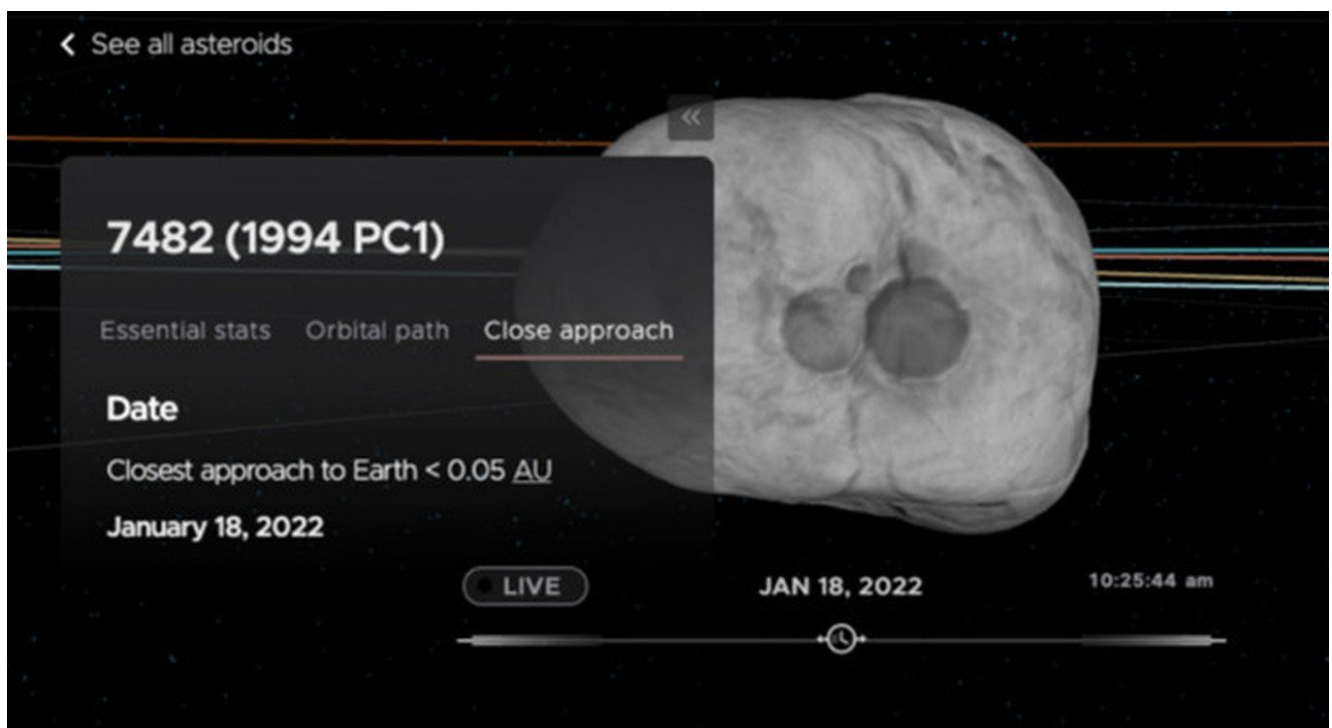 See all asteroids
7482 (1994 PC1)
Essential stats Orbital path Close approach
Date
Closest approach to Earth < 0.05 AU
January 18, 2022
LIVE JAN 18, 2022 10:25:44 am